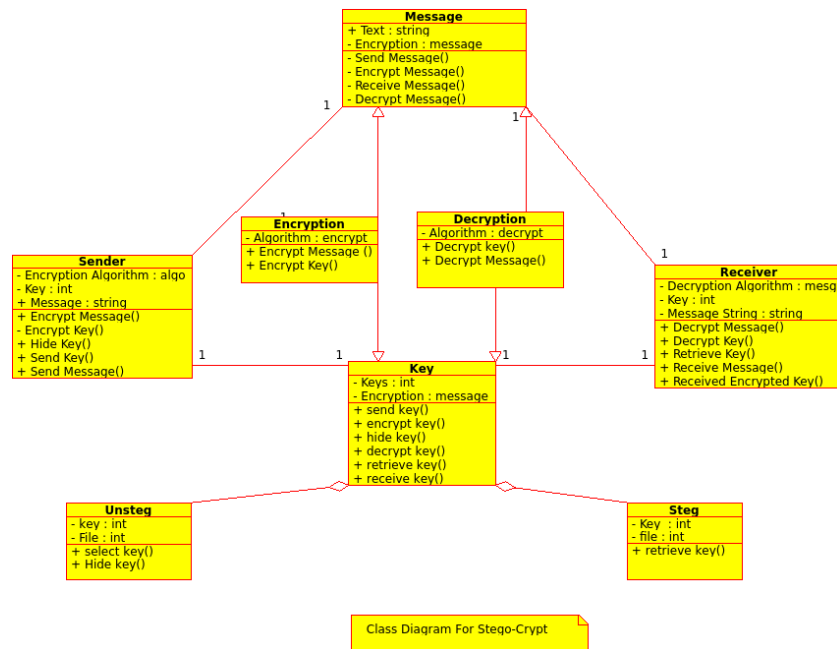 Message
+ Text : string
- Encryption : message
- Send Message()
- Encrypt Message()
- Receive Message()
- Decrypt Message()
1
1
1
Encryption
- Algorithm : encrypt
+ Encrypt Message ()
+ Encrypt Key()
Decryption
- Algorithm : decrypt
+ Decrypt key()
+ Decrypt Message()
Sender
- Encryption Algorithm : algo
- Key : int
+ Message : string
+ Encrypt Message()
- Encrypt Key()
+ Hide Key()
+ Send Key()
+ Send Message()
1
Receiver
- Decryption Algorithm : mesg
- Key : int
- Message String : string
+ Decrypt Message()
+ Decrypt Key()
+ Retrieve Key()
+ Receive Message()
+ Received Encrypted Key()
1
1
1
1
Key
- Keys : int
- Encryption : message
+ send key()
+ encrypt key()
+ hide key()
+ decrypt key()
+ retrieve key()
+ receive key()
Unsteg
- key : int
- File : int
+ select key()
+ Hide key()
Steg
- Key : int
- file : int
+ retrieve key()
Class Diagram For Stego-Crypt